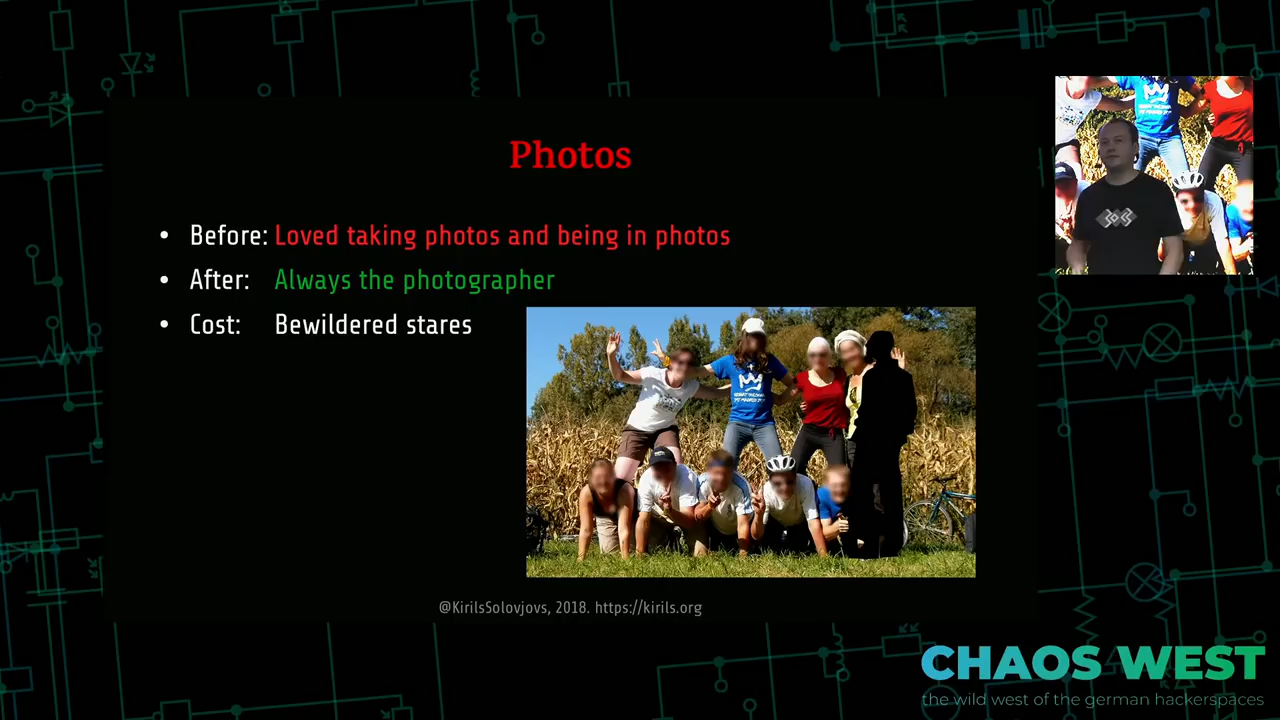 Photos
• Before: Loved taking photos and being in photos
• After: Always the photographer
• Cost: Bewildered stares
@KirilsSolovjovs, 2018. https://kirils.org
CHAOS WEST
the wild west of the german hackerspaces